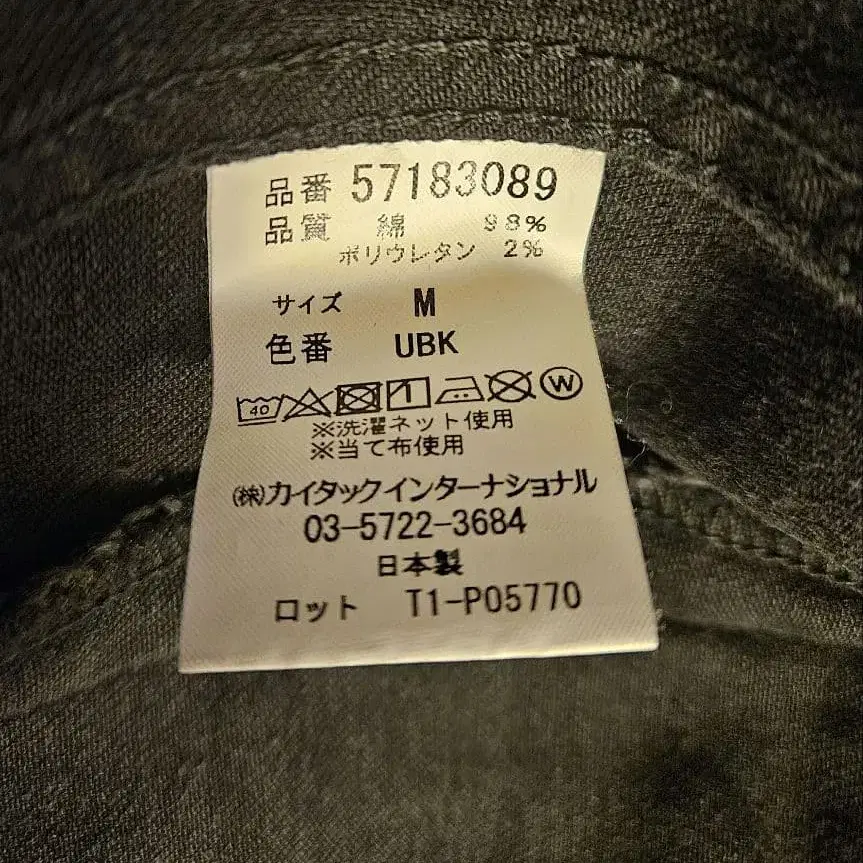 品番 57183089
品質 綿 98%
ポリウレタン 2%
サイズ M
色番 UBK
40 1 W
※洗濯ネット使用
※当て布使用
㈱カイタックインターナショナル
03-5722-3684
日本製
ロット T1-P05770